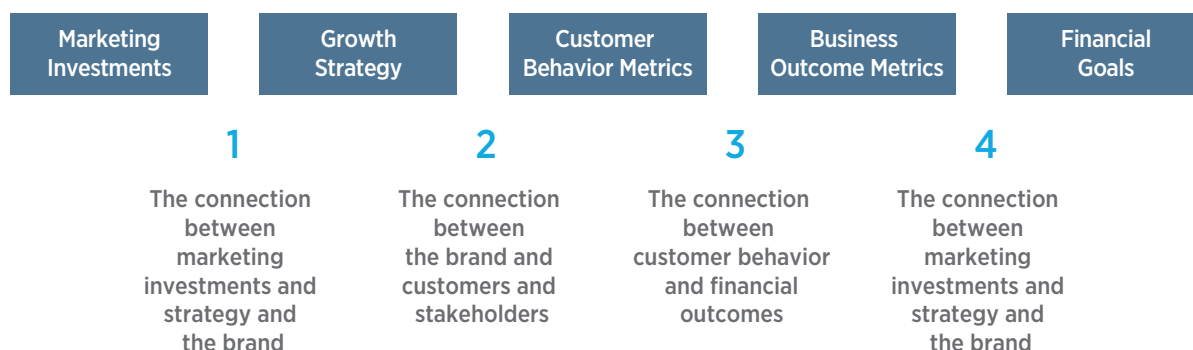 Marketing
Investments
Growth
Strategy
Customer
Behavior Metrics
Business
Outcome Metrics
Financial
Goals
1
The connection
between
marketing
investments and
strategy and
the brand
2
The connection
between
the brand and
customers and
stakeholders
3
The connection
between
customer behavior
and financial
outcomes
4
The connection
between
marketing
investments and
strategy and
the brand